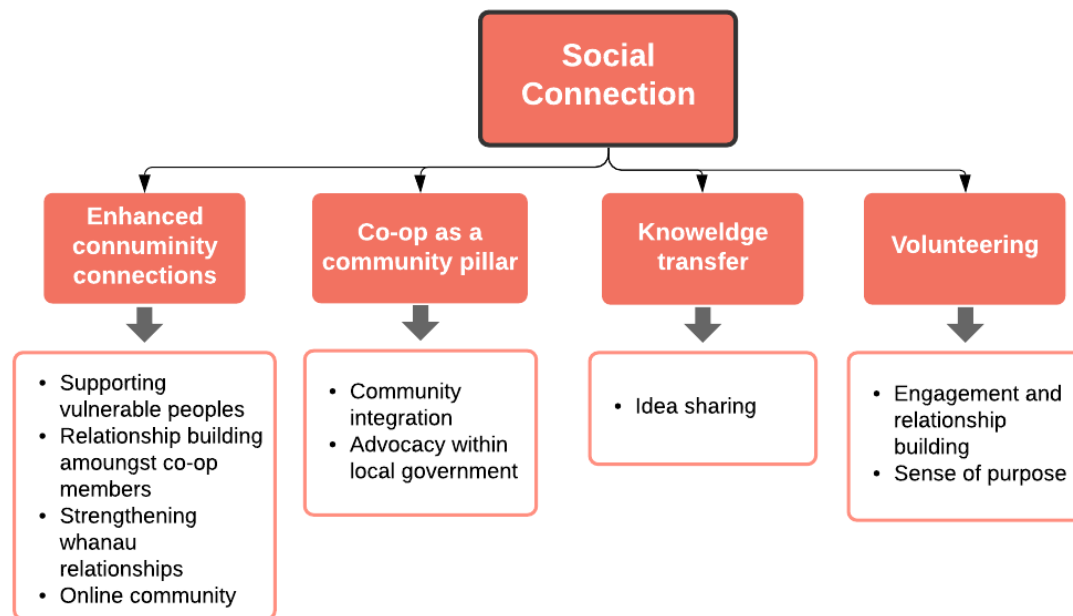 Social
Connection
Enhanced
connuminity
connections
Co-op as a
community pillar
Knoweldge
transfer
Volunteering
• Supporting
vulnerable peoples
• Relationship building
amoungst co-op
members
• Strengthening
whanau
relationships
• Online community
• Community
integration
• Advocacy within
local government
• Idea sharing
• Engagement and
relationship
building
• Sense of purpose